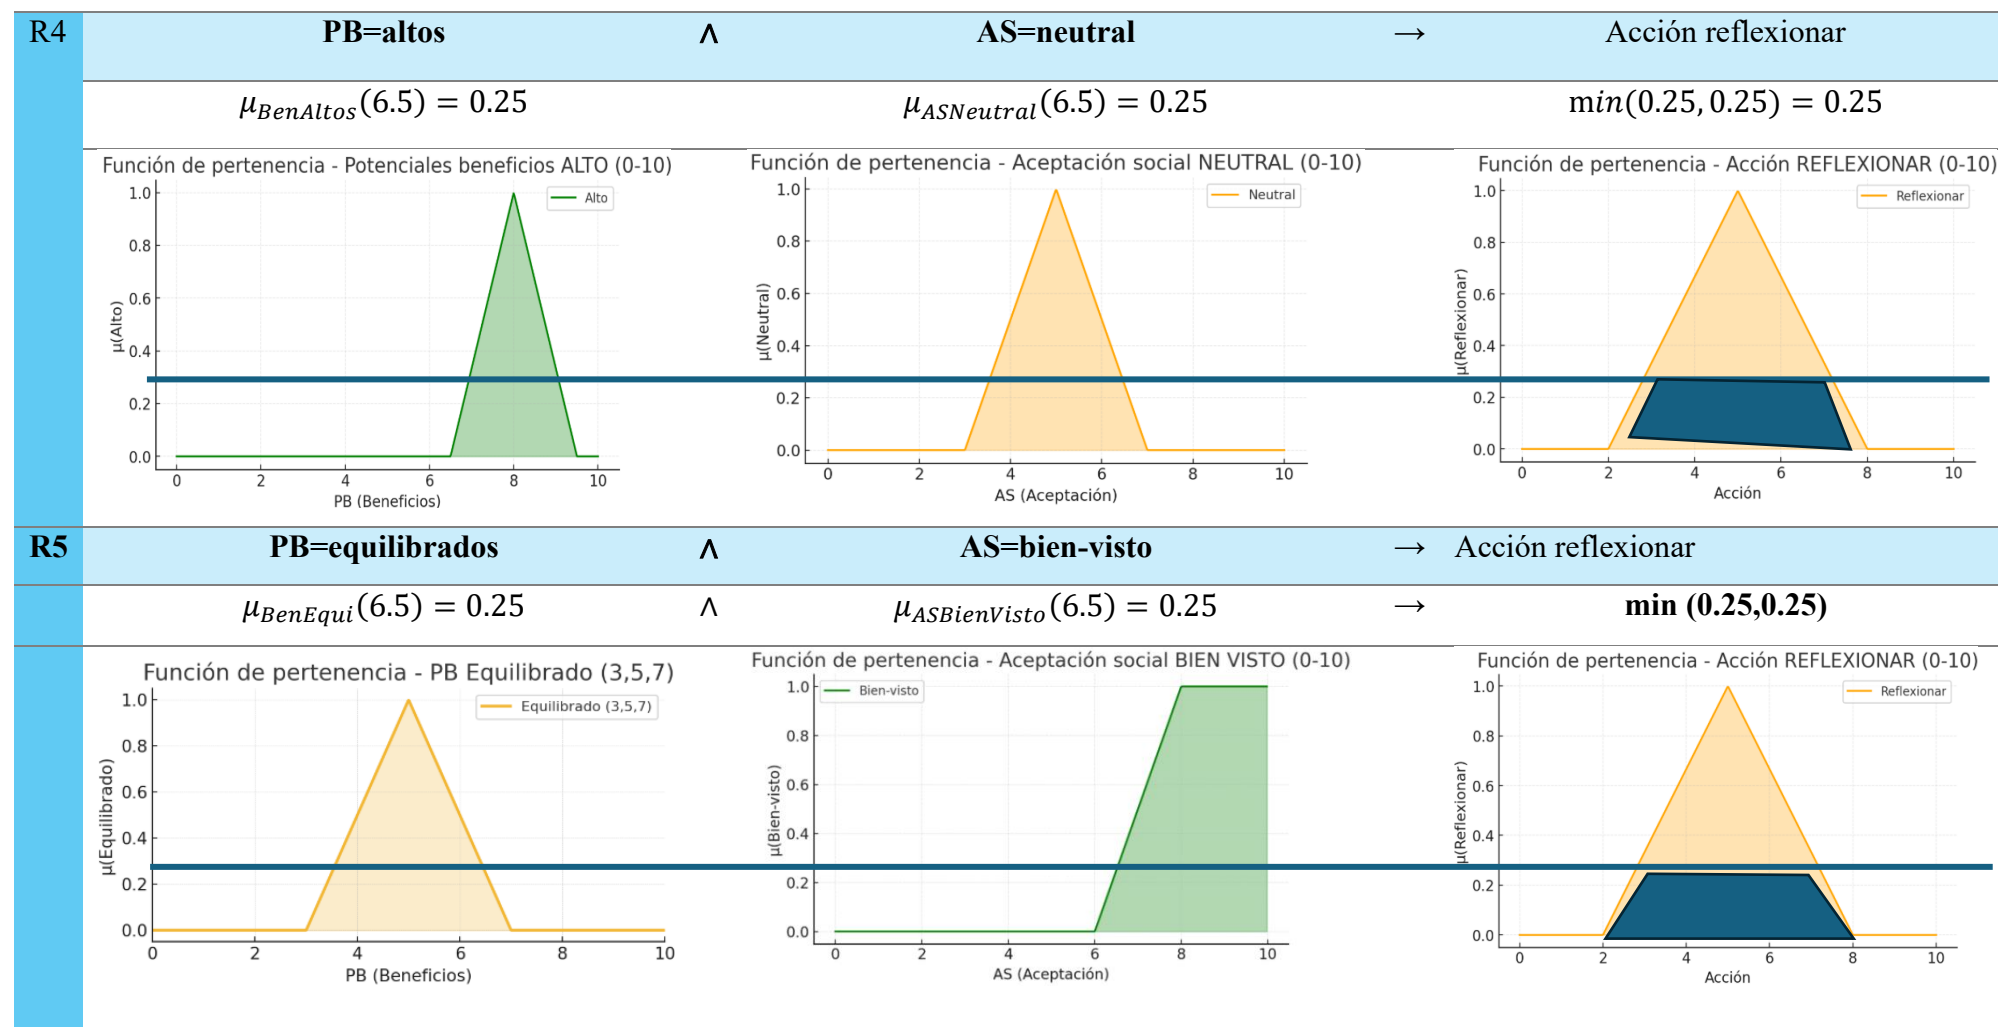 R4 PB=altos ∧ AS=neutral → Acción reflexionar
μ_{BenAltos}(6.5) = 0.25 μ_{ASNeutral}(6.5) = 0.25 min(0.25, 0.25) = 0.25
Función de pertenencia - Potenciales beneficios ALTO (0-10)
Alto
μ(Alto)
1.0
0.8
0.6
0.4
0.2
0.0
0 2 4 6 8 10
PB (Beneficios)
Función de pertenencia - Aceptación social NEUTRAL (0-10)
Neutral
μ(Neutral)
1.0
0.8
0.6
0.4
0.2
0.0
0 2 4 6 8 10
AS (Aceptación)
Función de pertenencia - Acción REFLEXIONAR (0-10)
Reflexionar
μ(Reflexionar)
1.0
0.8
0.6
0.4
0.2
0.0
0 2 4 6 8 10
Acción
R5 PB=equilibrados ∧ AS=bien-visto → Acción reflexionar
μ_{BenEqui}(6.5) = 0.25 ∧ μ_{ASBienVisto}(6.5) = 0.25 → min (0.25,0.25)
Función de pertenencia - PB Equilibrado (3,5,7)
Equilibrado (3,5,7)
μ(Equilibrado)
1.0
0.8
0.6
0.4
0.2
0.0
0 2 4 6 8 10
PB (Beneficios)
Función de pertenencia - Aceptación social BIEN VISTO (0-10)
Bien-visto
μ(Bien-visto)
1.0
0.8
0.6
0.4
0.2
0.0
0 2 4 6 8 10
AS (Aceptación)
Función de pertenencia - Acción REFLEXIONAR (0-10)
Reflexionar
μ(Reflexionar)
1.0
0.8
0.6
0.4
0.2
0.0
0 2 4 6 8 10
Acción